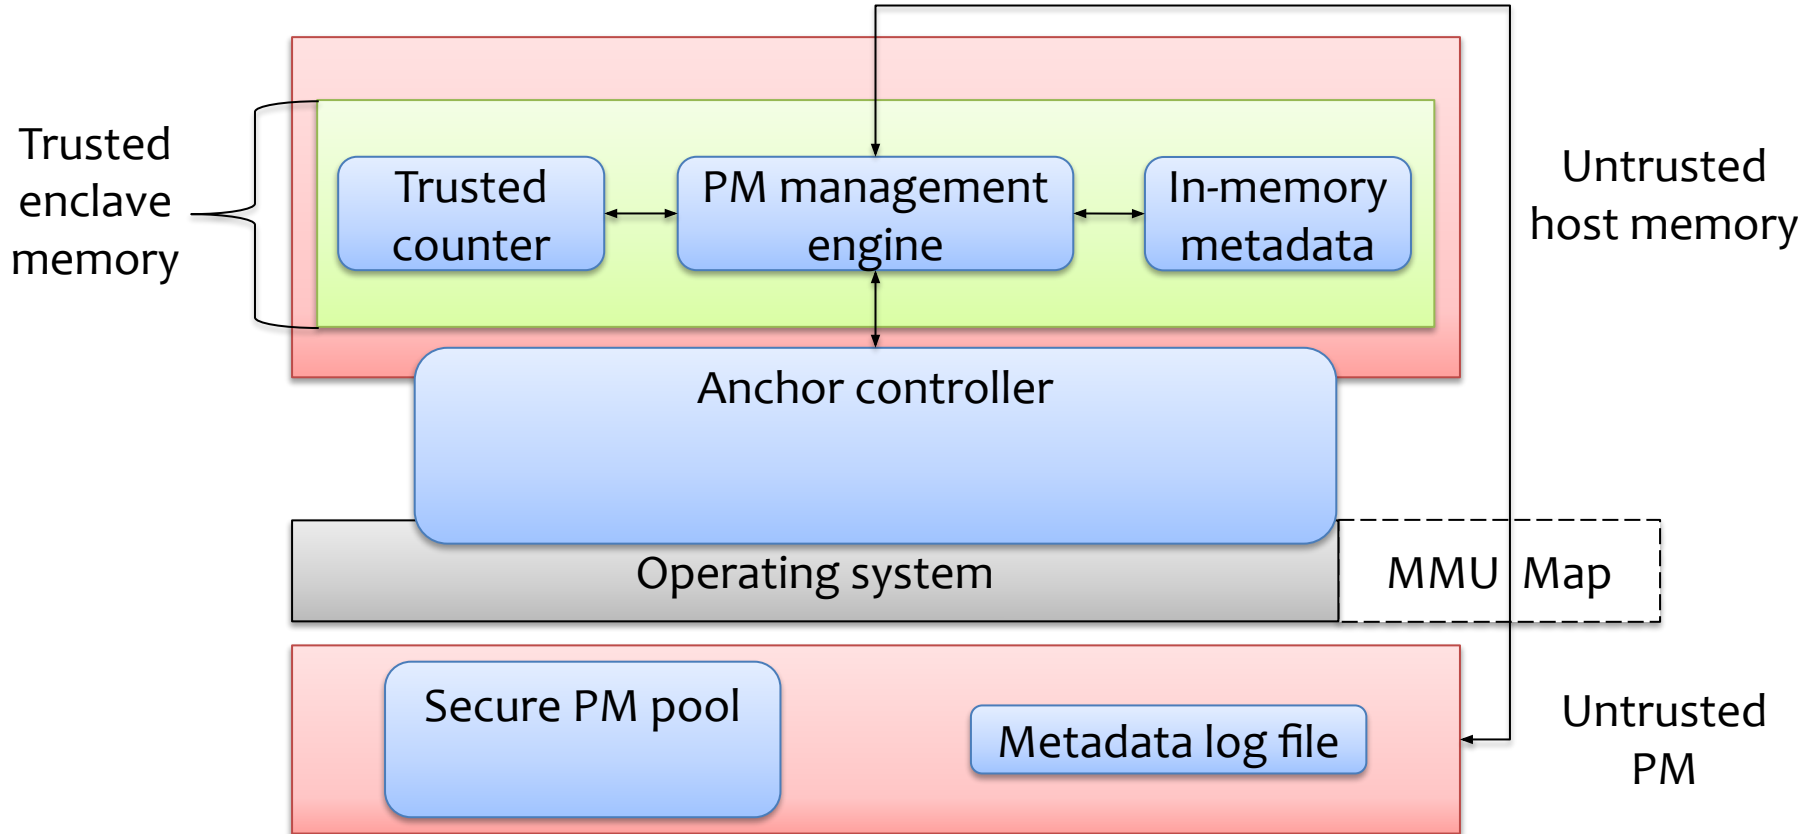 Trusted
enclave
memory
Trusted
counter
PM management
engine
In-memory
metadata
Untrusted
host memory
Anchor controller
Operating system
MMU Map
Secure PM pool
Metadata log file
Untrusted
PM